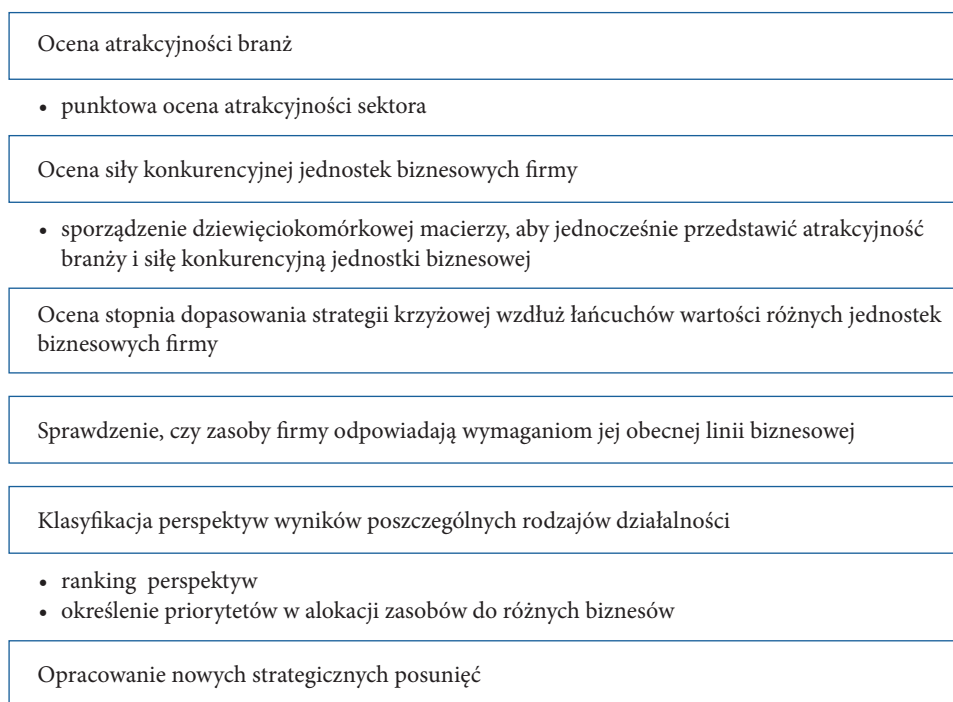 Ocena atrakcyjności branż
• punktowa ocena atrakcyjności sektora
Ocena siły konkurencyjnej jednostek biznesowych firmy
• sporządzenie dziewięciokomórkowej macierzy, aby jednocześnie przedstawić atrakcyjność
branży i siłę konkurencyjną jednostki biznesowej
Ocena stopnia dopasowania strategii krzyżowej wzdłuż łańcuchów wartości różnych jednostek
biznesowych firmy
Sprawdzenie, czy zasoby firmy odpowiadają wymaganiom jej obecnej linii biznesowej
Klasyfikacja perspektyw wyników poszczególnych rodzajów działalności
• ranking perspektyw
• określenie priorytetów w alokacji zasobów do różnych biznesów
Opracowanie nowych strategicznych posunięć